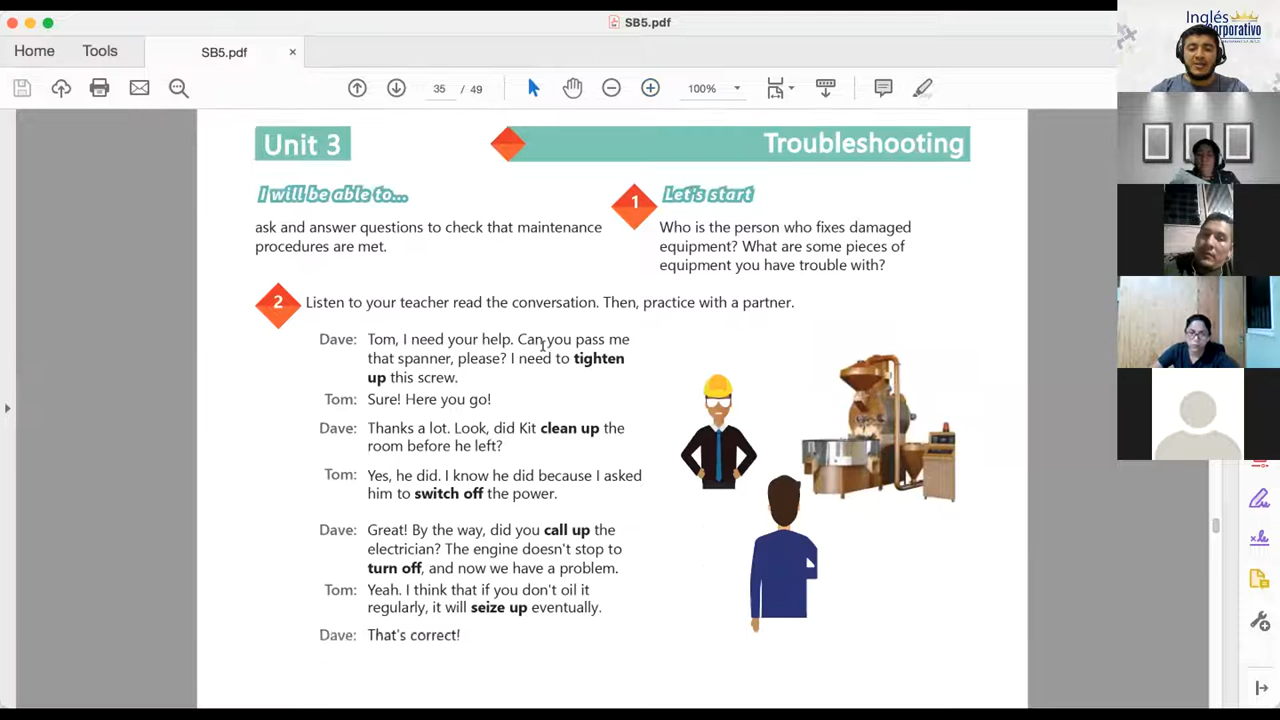 SB5.pdf
Home
Tools
SB5.pdf
×
35 / 49
100%
Inglés
Corporativo
Unit 3
Troubleshooting
I will be able to...
ask and answer questions to check that maintenance
procedures are met.
1
Let's start
Who is the person who fixes damaged
equipment? What are some pieces of
equipment you have trouble with?
2
Listen to your teacher read the conversation. Then, practice with a partner.
Dave: Tom, I need your help. Can you pass me
that spanner, please? I need to tighten
up this screw.
Tom: Sure! Here you go!
Dave: Thanks a lot. Look, did Kit clean up the
room before he left?
Tom: Yes, he did. I know he did because I asked
him to switch off the power.
Dave: Great! By the way, did you call up the
electrician? The engine doesn't stop to
turn off, and now we have a problem.
Tom: Yeah. I think that if you don't oil it
regularly, it will seize up eventually.
Dave: That's correct!